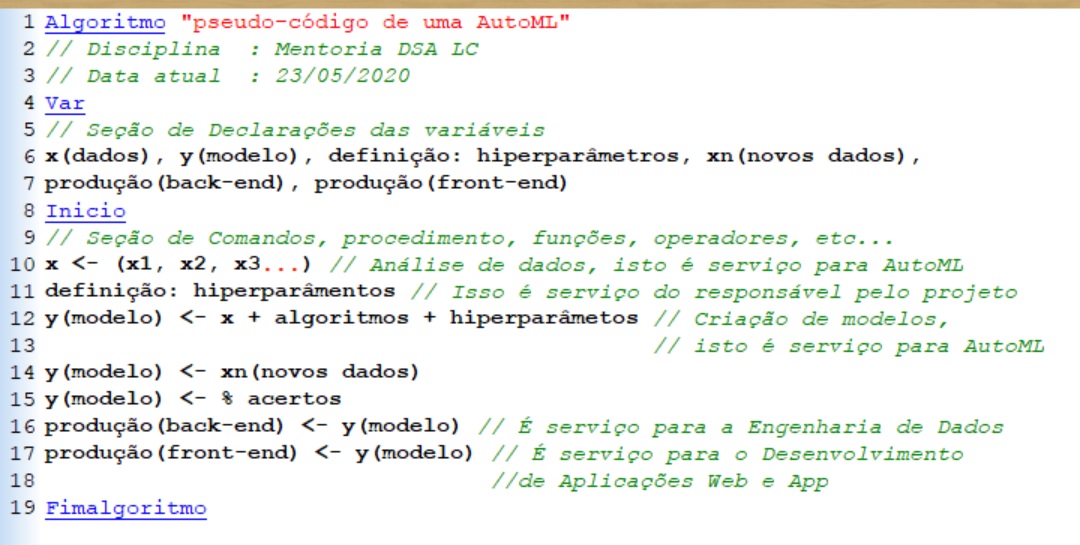 1 Algoritmo "pseudo-código de uma AutoML"
2 // Disciplina : Mentoria DSA LC
3 // Data atual : 23/05/2020
4 Var
5 // Seção de Declarações das variáveis
6 x(dados), y(modelo), definição: hiperparâmetros, xn(novos dados),
7 produção(back-end), produção(front-end)
8 Inicio
9 // Seção de Comandos, procedimento, funções, operadores, etc...
10 x <- (x1, x2, x3...) // Análise de dados, isto é serviço para AutoML
11 definição: hiperparâmentos // Isso é serviço do responsável pelo projeto
12 y(modelo) <- x + algoritmos + hiperparâmetos // Criação de modelos,
13 // isto é serviço para AutoML
14 y(modelo) <- xn(novos dados)
15 y(modelo) <- % acertos
16 produção(back-end) <- y(modelo) // É serviço para a Engenharia de Dados
17 produção(front-end) <- y(modelo) // É serviço para o Desenvolvimento
18 //de Aplicações Web e App
19 Fimalgoritmo